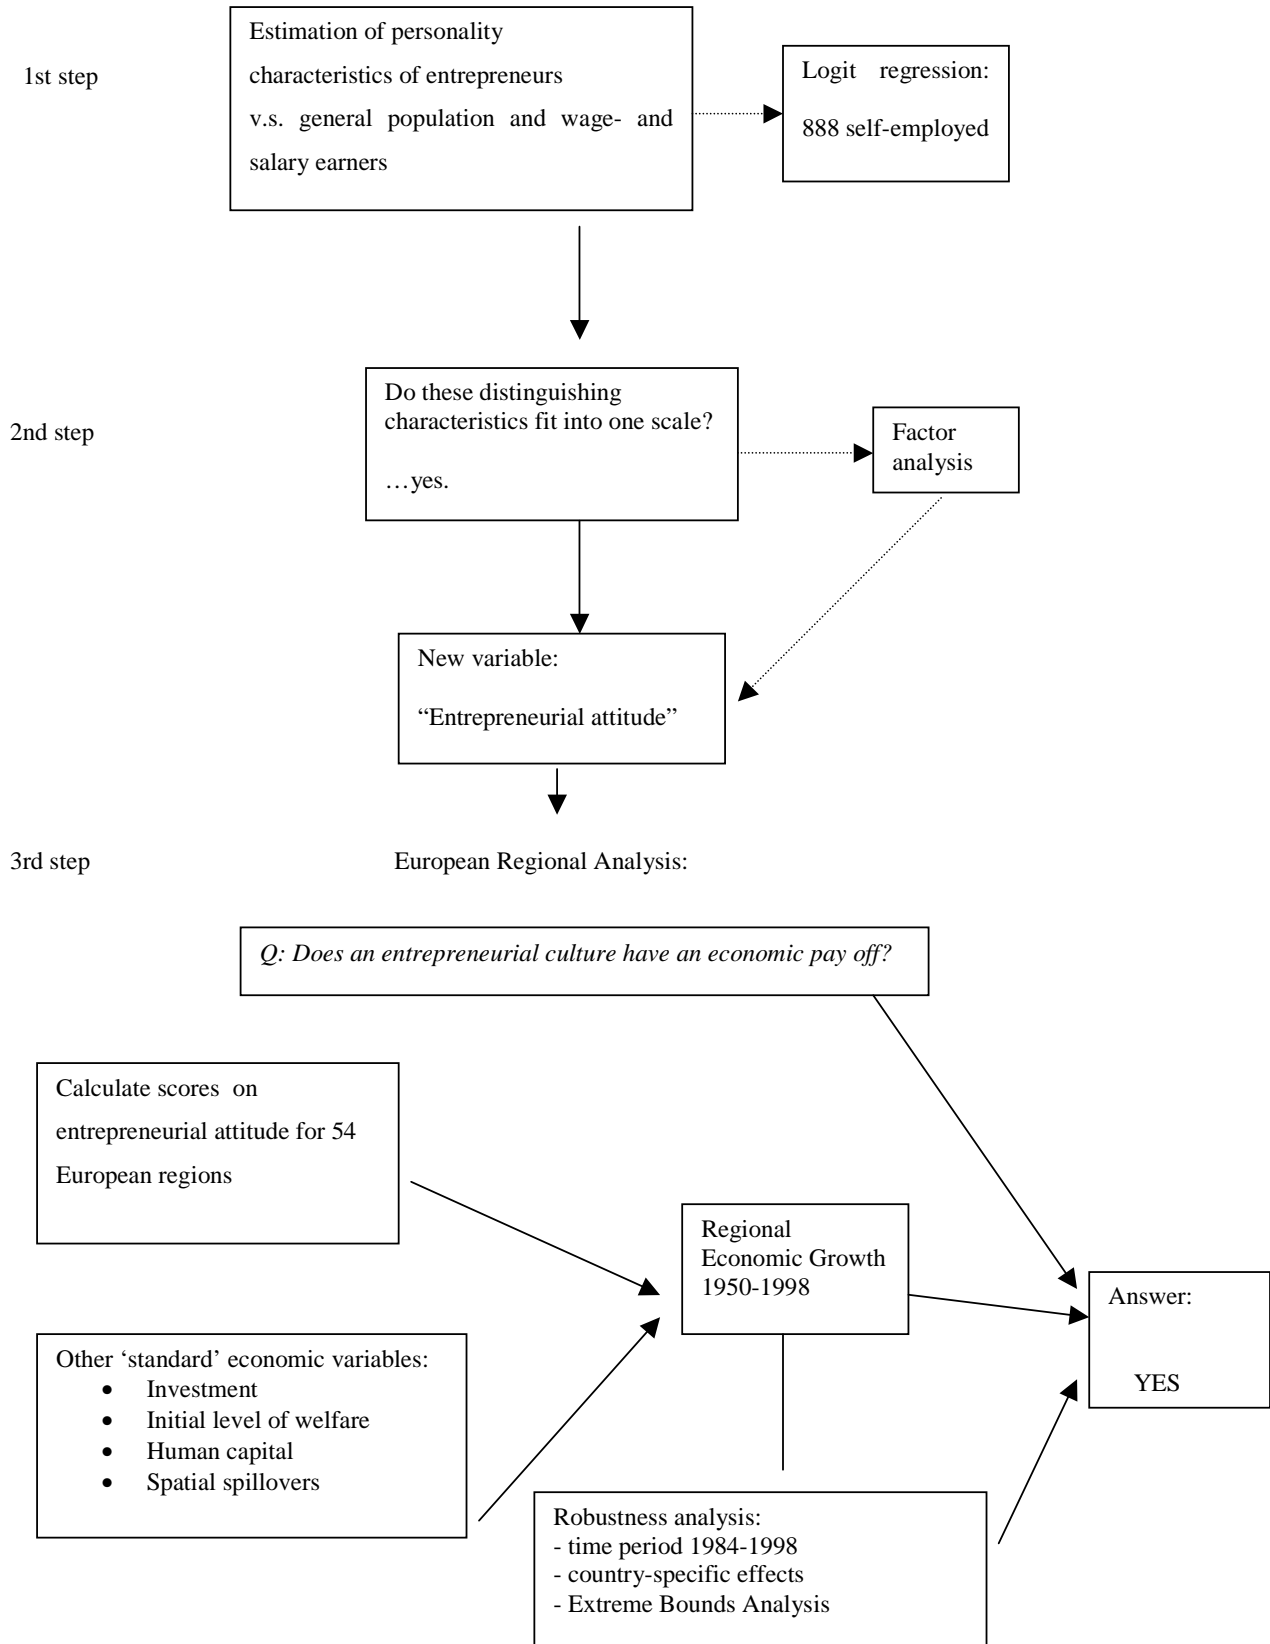 1st step
Estimation of personality
characteristics of entrepreneurs
v.s. general population and wage- and
salary earners
Logit regression:
888 self-employed
2nd step
Do these distinguishing
characteristics fit into one scale?
…yes.
Factor
analysis
New variable:
“Entrepreneurial attitude”
3rd step
European Regional Analysis:
Q: Does an entrepreneurial culture have an economic pay off?
Calculate scores on
entrepreneurial attitude for 54
European regions
Regional
Economic Growth
1950-1998
Answer:
YES
Other ‘standard’ economic variables:
• Investment
• Initial level of welfare
• Human capital
• Spatial spillovers
Robustness analysis:
- time period 1984-1998
- country-specific effects
- Extreme Bounds Analysis